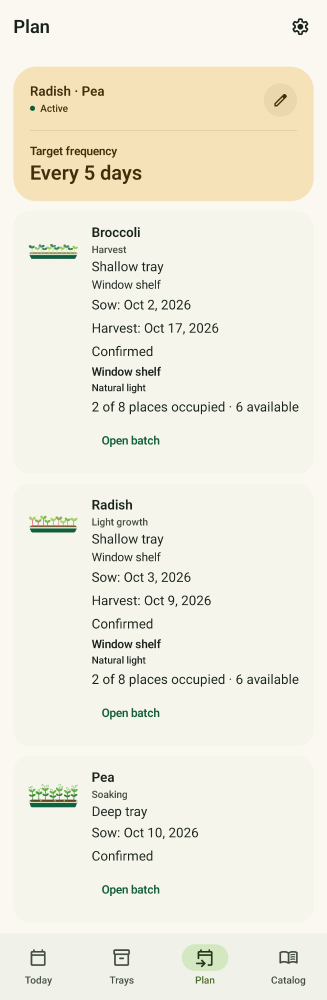 Plan
Radish · Pea
Active
Target frequency
Every 5 days
Broccoli
Harvest
Shallow tray
Window shelf
Sow: Oct 2, 2026
Harvest: Oct 17, 2026
Confirmed
Window shelf
Natural light
2 of 8 places occupied · 6 available
Open batch
Radish
Light growth
Shallow tray
Window shelf
Sow: Oct 3, 2026
Harvest: Oct 9, 2026
Confirmed
Window shelf
Natural light
2 of 8 places occupied · 6 available
Open batch
Pea
Soaking
Deep tray
Sow: Oct 10, 2026
Confirmed
Open batch
Today
Trays
Plan
Catalog